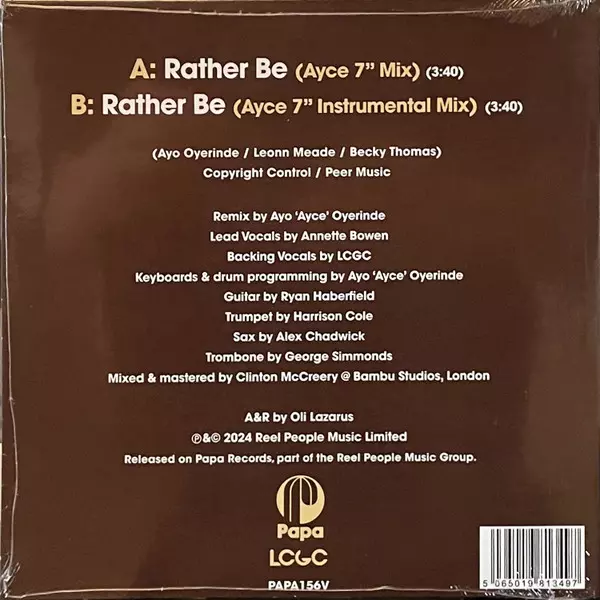 A: Rather Be (Ayce 7” Mix) (3:40)
B: Rather Be (Ayce 7” Instrumental Mix) (3:40)
(Ayo Oyerinde / Leonn Meade / Becky Thomas)
Copyright Control / Peer Music
Remix by Ayo ‘Ayce’ Oyerinde
Lead Vocals by Annette Bowen
Backing Vocals by LCGC
Keyboards & drum programming by Ayo ‘Ayce’ Oyerinde
Guitar by Ryan Haberfield
Trumpet by Harrison Cole
Sax by Alex Chadwick
Trombone by George Simmonds
Mixed & mastered by Clinton McCreery @ Bambu Studios, London
A&R by Oli Lazarus
℗&© 2024 Reel People Music Limited
Released on Papa Records, part of the Reel People Music Group.
Papa
LCGC
PAPA156V
5 065019 813497